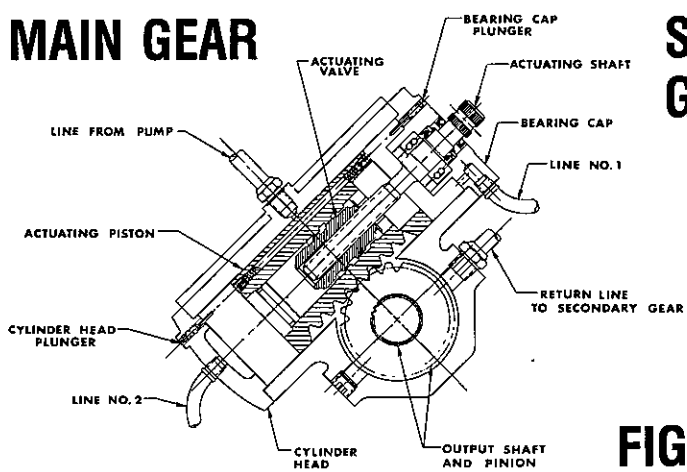 MAIN GEAR
S
G
BEARING CAP
PLUNGER
ACTUATING
VALVE
ACTUATING SHAFT
LINE FROM PUMP
BEARING CAP
LINE NO.1
ACTUATING PISTON
RETURN LINE
TO SECONDARY GEAR
CYLINDER HEAD
PLUNGER
LINE NO.2
CYLINDER
HEAD
OUTPUT SHAFT
AND PINION
FIG